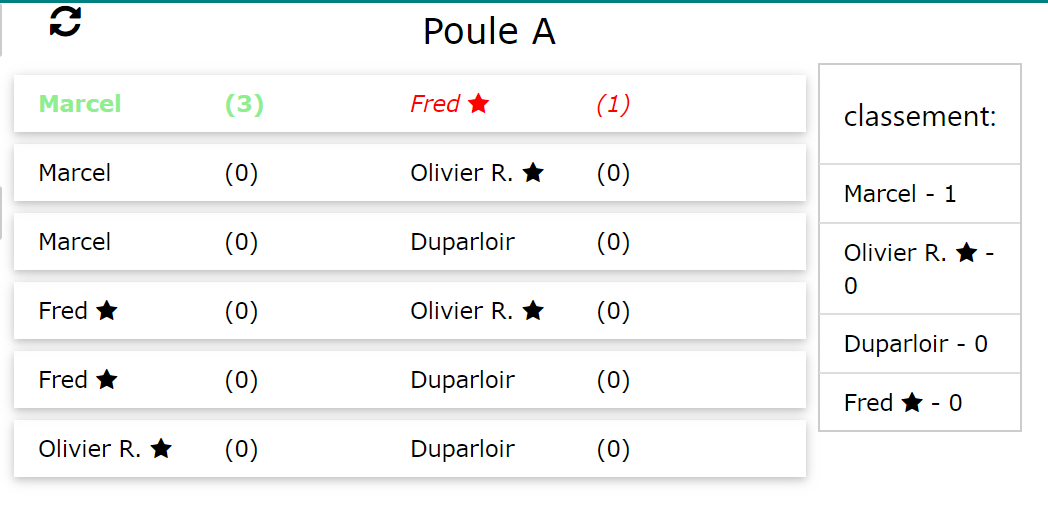 Poule A
Marcel (3) Fred ★ (1)
Marcel (0) Olivier R. ★ (0)
Marcel (0) Duparloir (0)
Fred ★ (0) Olivier R. ★ (0)
Fred ★ (0) Duparloir (0)
Olivier R. ★ (0) Duparloir (0)
classement:
Marcel - 1
Olivier R. ★ -
0
Duparloir - 0
Fred ★ - 0